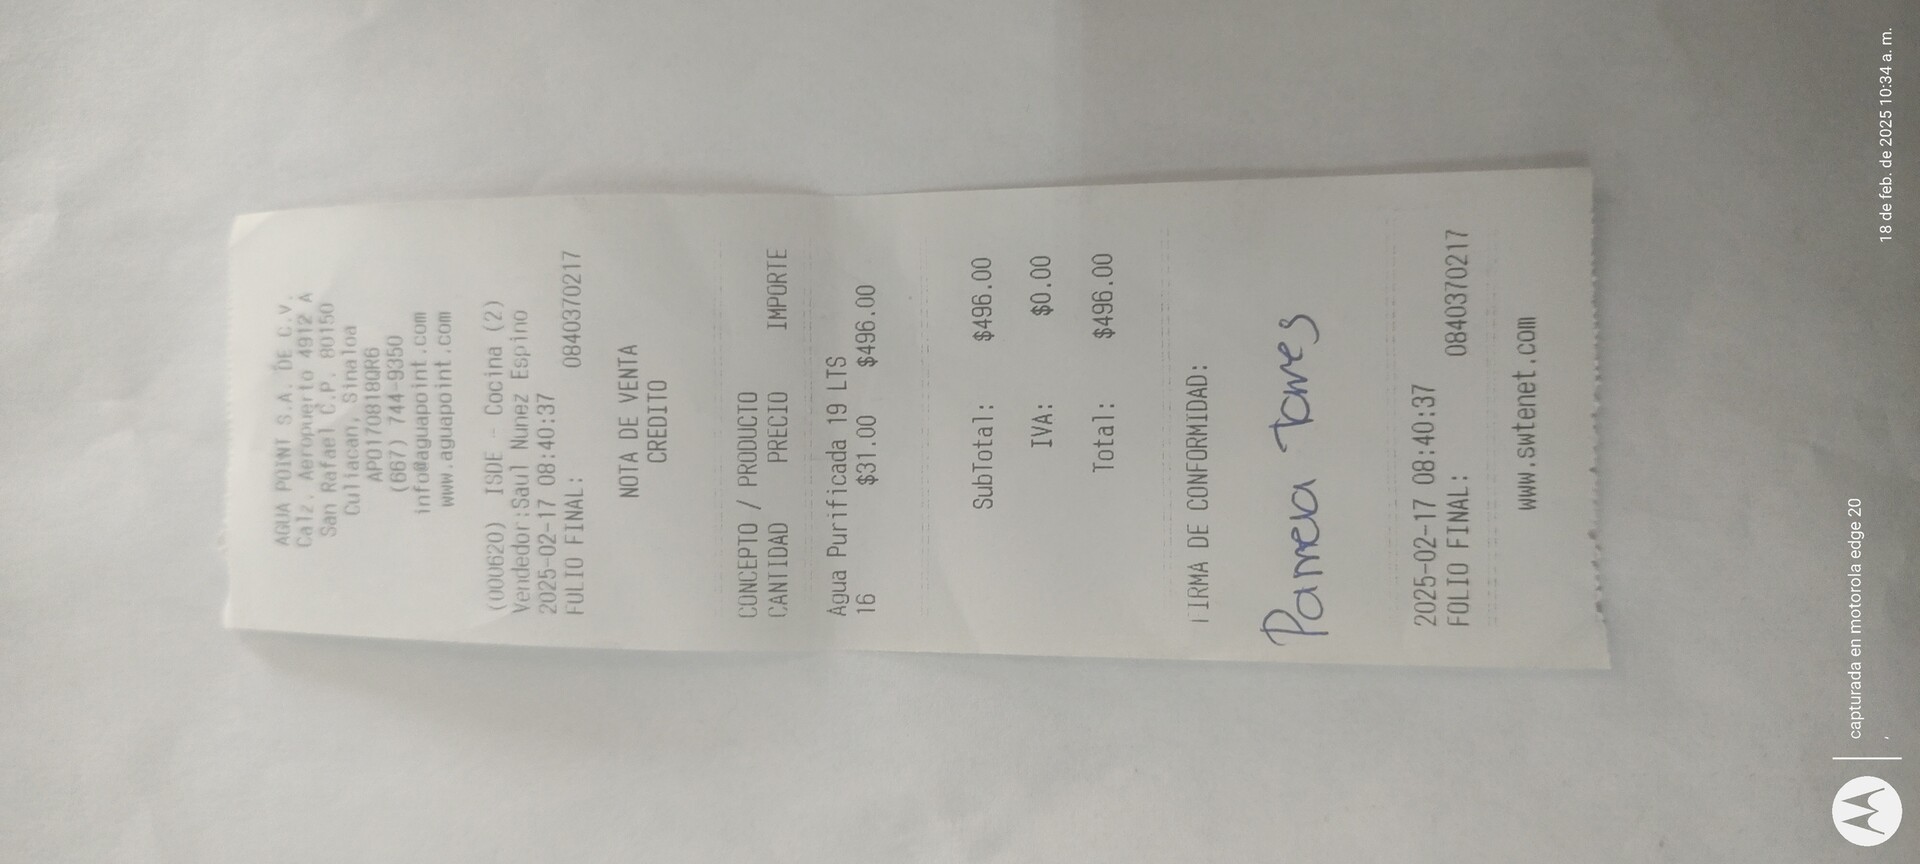 AGUA POINT S.A. DE C.V.
Calz. Aeropuerto 4912 A
San Rafael C.P. 80150
Culiacan, Sinaloa
APO170818QR6
(667) 744-9350
info@aguapoint.com
www.aguapoint.com
(000620) ISDE - Cocina (2)
Vendedor:Saul Nunez Espino
2025-02-17 08:40:37
FOLIO FINAL: 0840370217
NOTA DE VENTA
CREDITO
CONCEPTO / PRODUCTO
CANTIDAD PRECIO IMPORTE
Agua Purificada 19 LTS
16 $31.00 $496.00
SubTotal: $496.00
IVA: $0.00
Total: $496.00
FIRMA DE CONFORMIDAD:
2025-02-17 08:40:37
FOLIO FINAL: 0840370217
www.swtenet.com
capturada en motorola edge 20
18 de feb. de 2025 10:34 a. m.